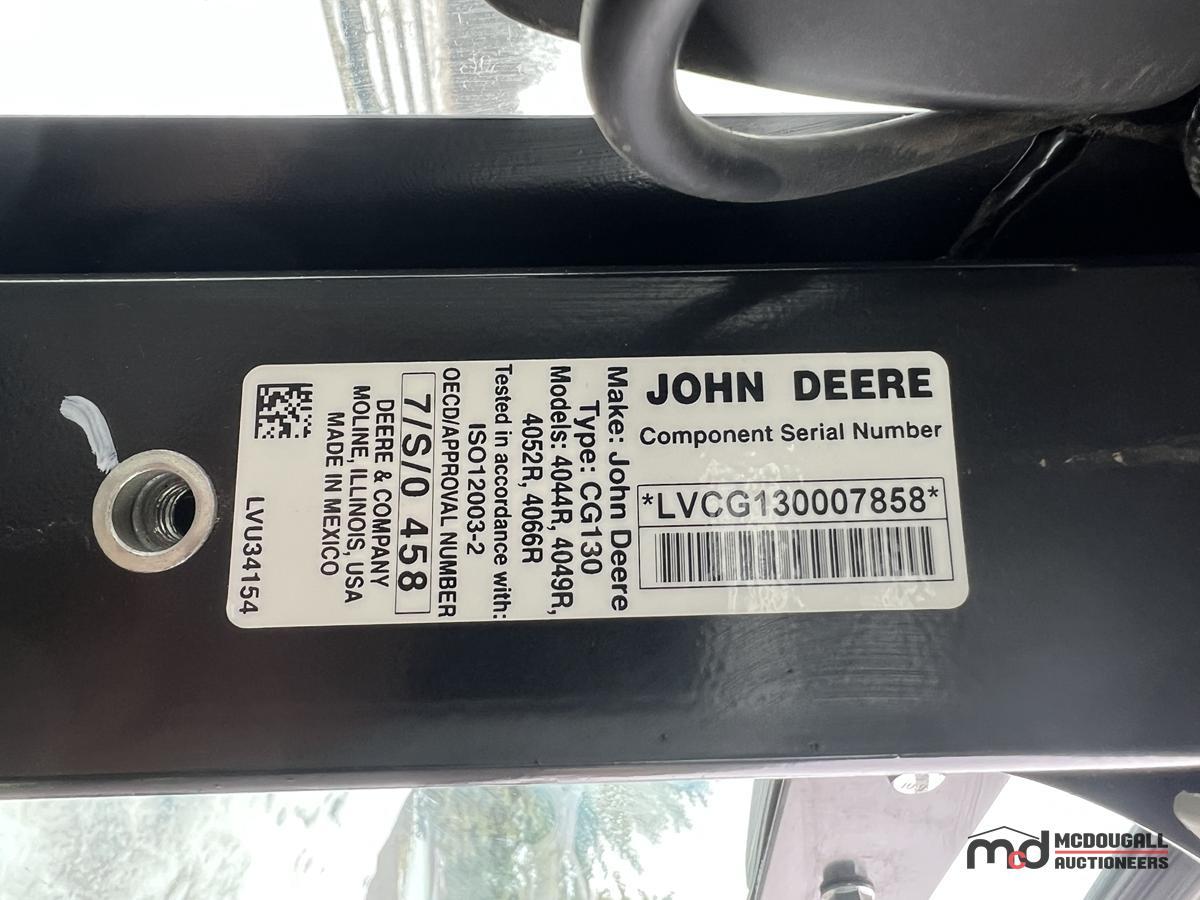 JOHN DEERE
Component Serial Number
*LVCG130007858*
Make: John Deere
Type: CG130
Models: 4044R, 4049R,
4052R, 4066R
Tested in accordance with:
ISO12003-2
OECD/APPROVAL NUMBER
7/S/0 458
DEERE & COMPANY
MOLINE, ILLINOIS, USA
MADE IN MEXICO
LVU34154
mcd MCDOUGALL
AUCTIONEERS